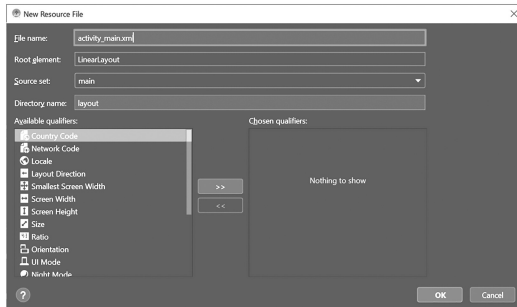 New Resource File
File name:
activity_main.xml
Root element:
LinearLayout
Source set:
main
Directory name:
layout
Available qualifiers:
Chosen qualifiers:
Country Code
Network Code
Locale
Layout Direction
Smallest Screen Width
Screen Width
Screen Height
Size
Ratio
Orientation
UI Mode
Night Mode
>>
<<
Nothing to show
?
OK
Cancel